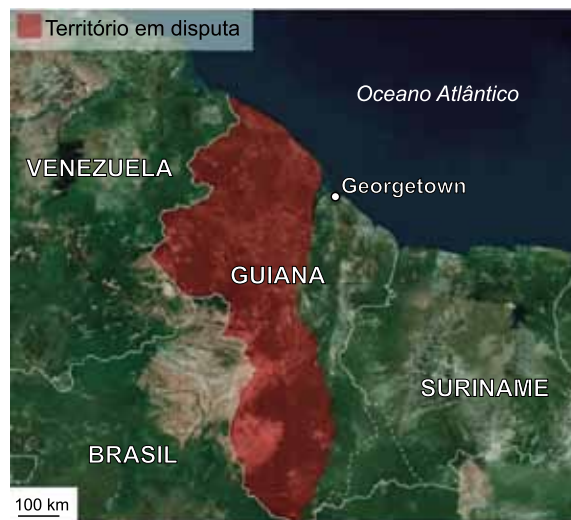 Território em disputa
Oceano Atlântico
VENEZUELA
Georgetown
GUIANA
SURINAME
BRASIL
100 km